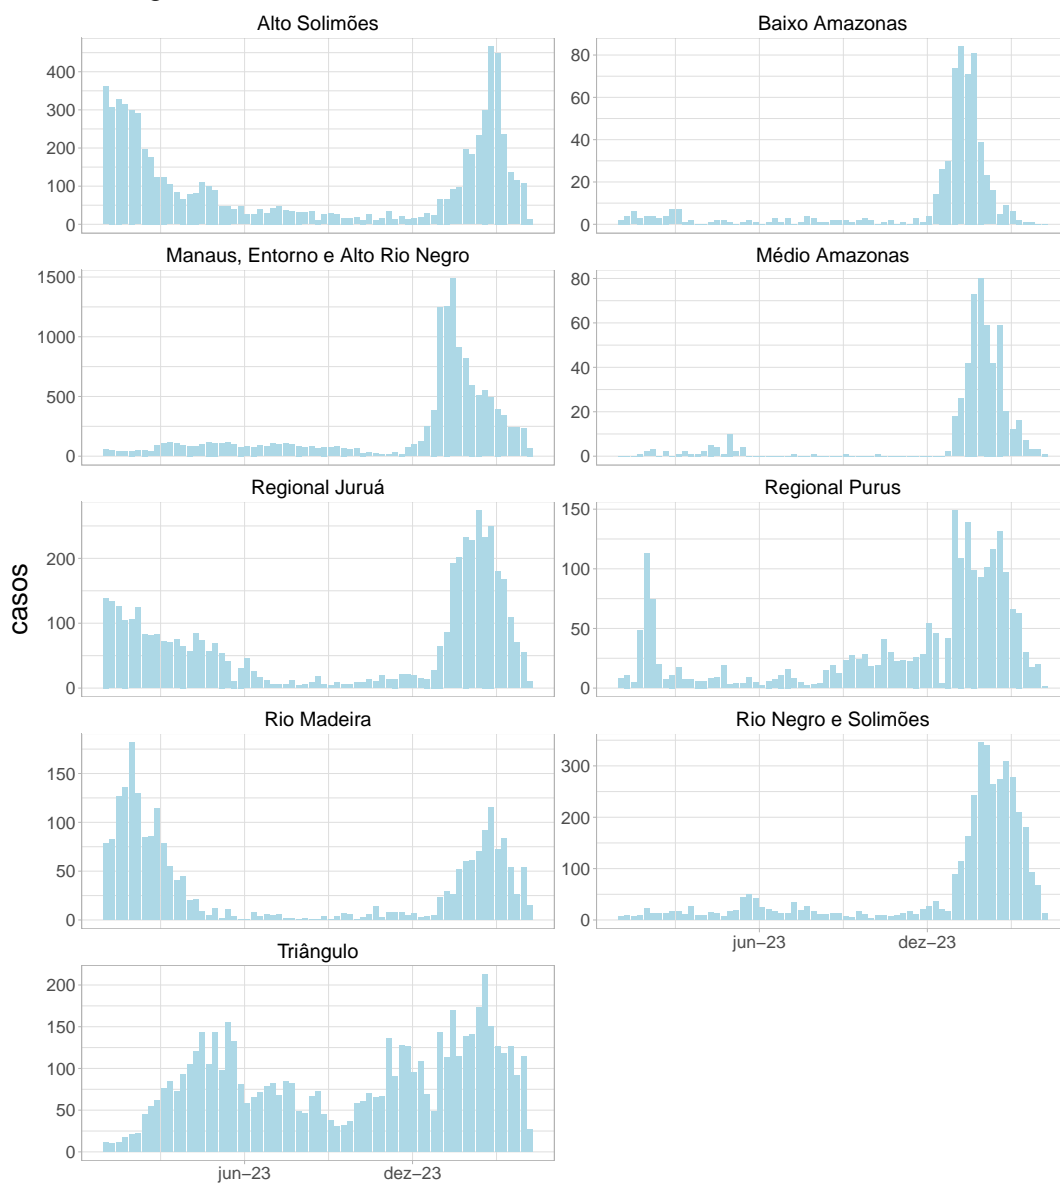 Alto Solimões
Baixo Amazonas
400
300
200
100
0
80
60
40
20
0
Manaus, Entorno e Alto Rio Negro
Médio Amazonas
1500
1000
500
0
80
60
40
20
0
Regional Juruá
Regional Purus
200
100
0
150
100
50
0
casos
Rio Madeira
Rio Negro e Solimões
150
100
50
0
300
200
100
0
jun–23
dez–23
Triângulo
200
150
100
50
0
jun–23
dez–23